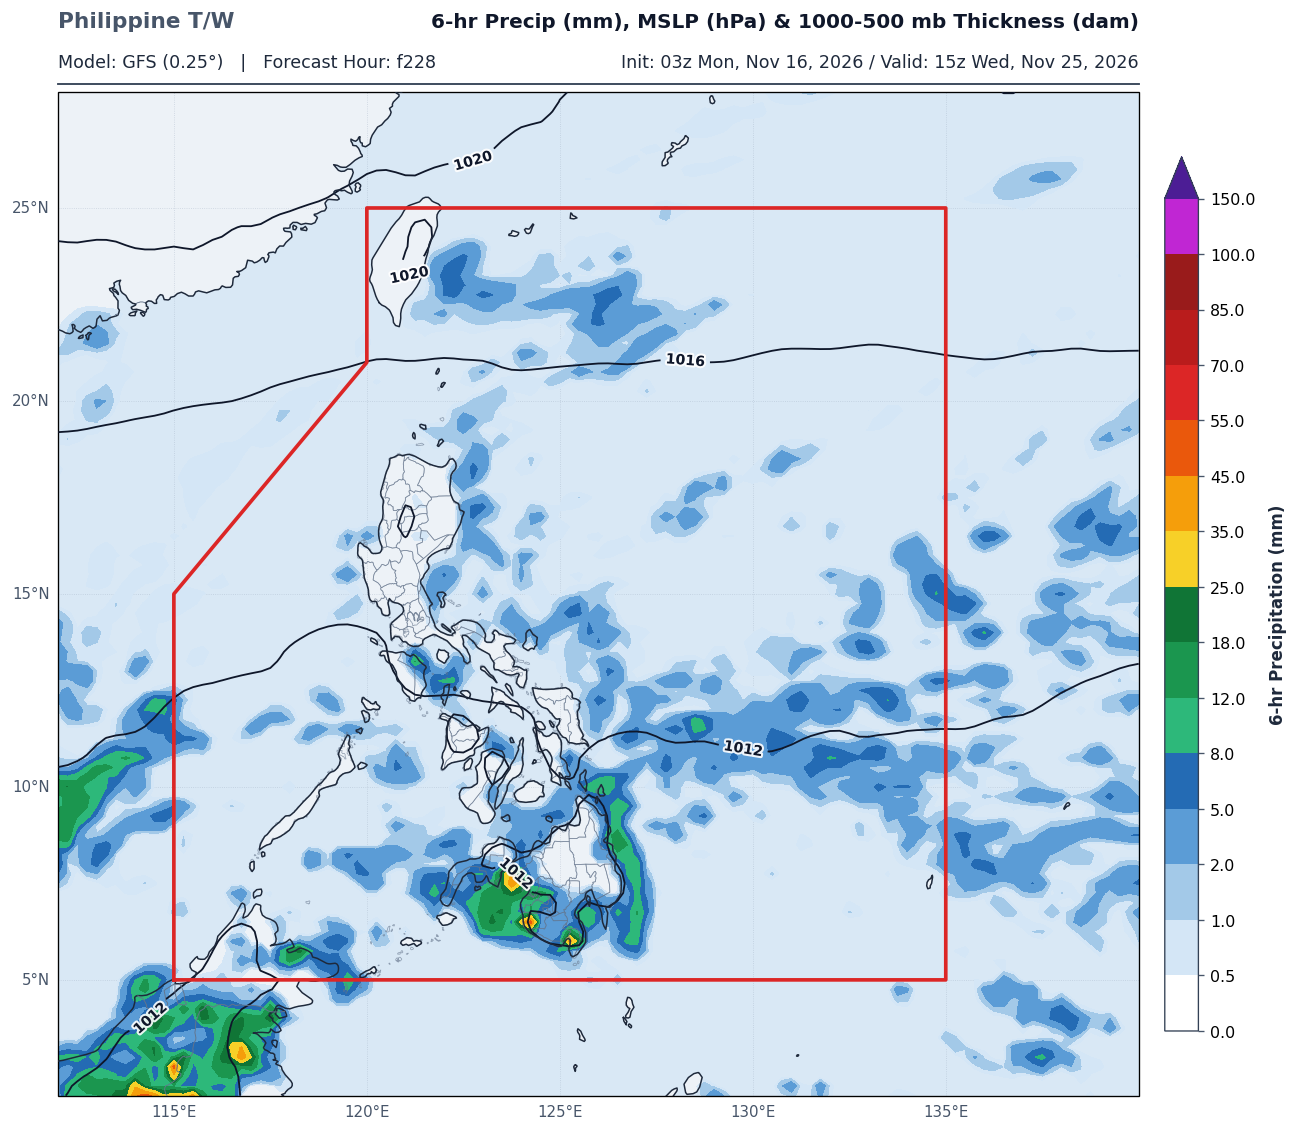 Philippine T/W
6-hr Precip (mm), MSLP (hPa) & 1000-500 mb Thickness (dam)
Model: GFS (0.25°) | Forecast Hour: f228
Init: 03z Mon, Nov 16, 2026 / Valid: 15z Wed, Nov 25, 2026
1020
1020
1016
1012
1012
1012
25°N
20°N
15°N
10°N
5°N
115°E
120°E
125°E
130°E
135°E
150.0
100.0
85.0
70.0
55.0
45.0
35.0
25.0
18.0
12.0
8.0
5.0
2.0
1.0
0.5
0.0
6-hr Precipitation (mm)